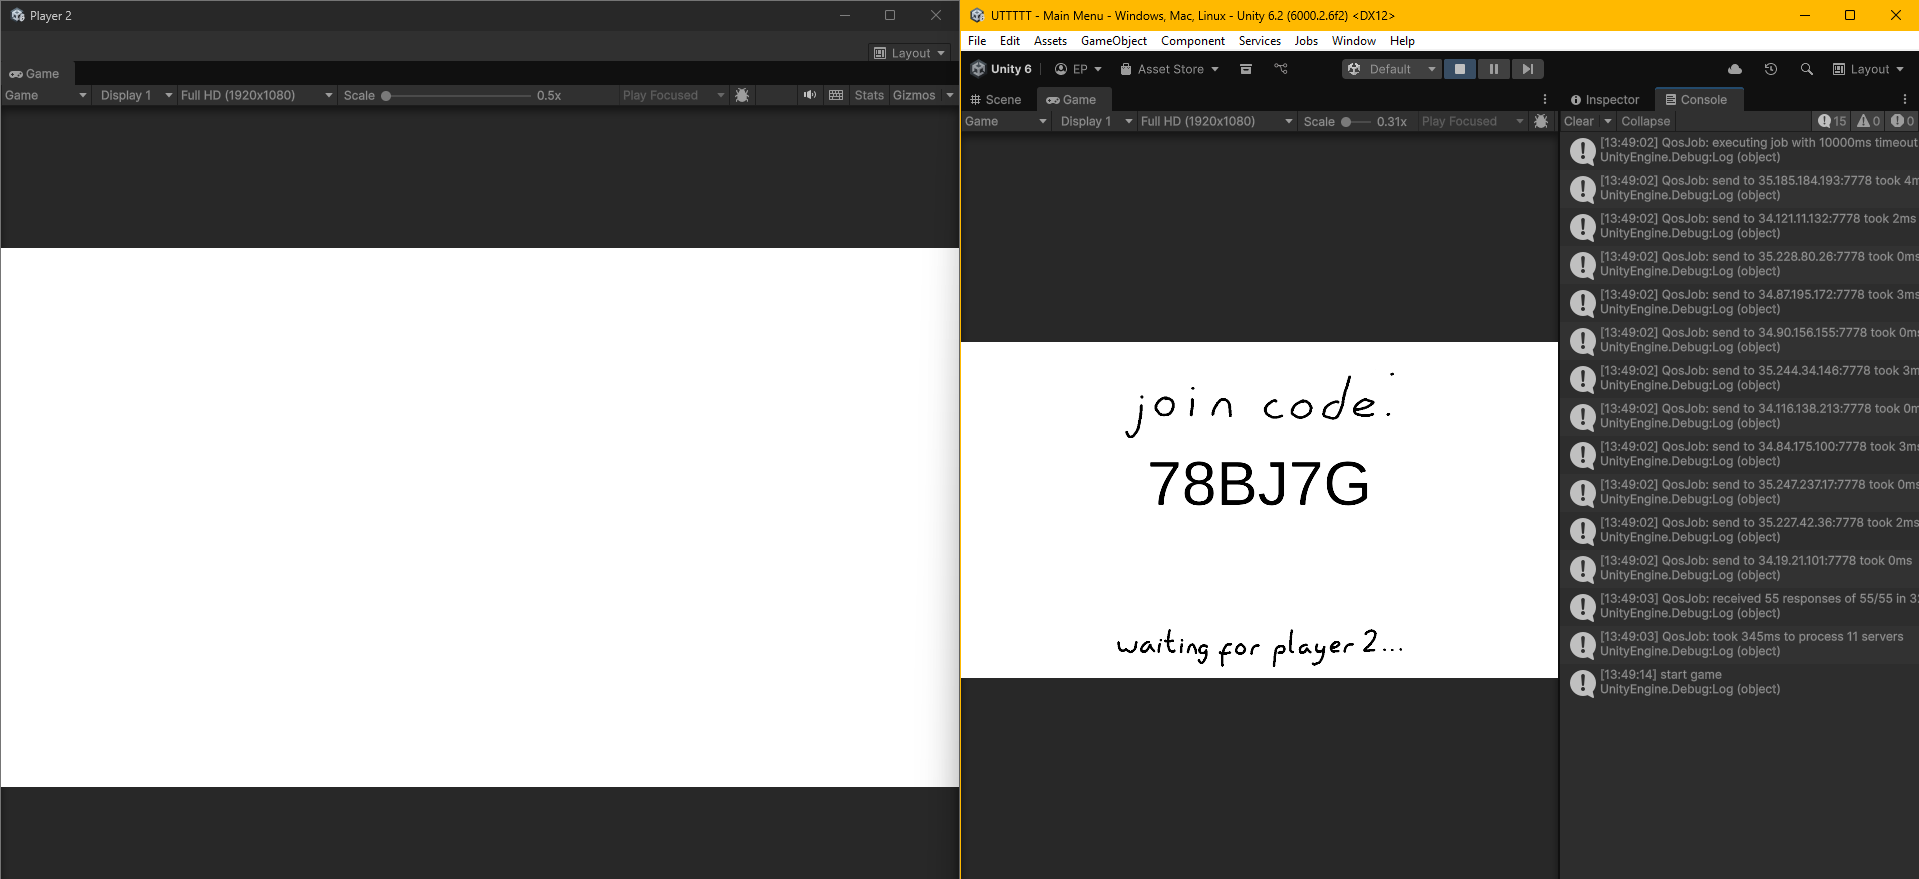 Player 2
Layout
Game
Game Display 1 Full HD (1920x1080) Scale 0.5x Play Focused Stats Gizmos
UTTTTT - Main Menu - Windows, Mac, Linux - Unity 6.2 (6000.2.6f2) <DX12>
File Edit Assets GameObject Component Services Jobs Window Help
Unity 6 EP Asset Store Default Layout
Scene Game
Game Display 1 Full HD (1920x1080) Scale 0.31x Play Focused
join code:
78BJ7G
waiting for player 2...
Inspector Console
Clear Collapse 15 0 0
[13:49:02] QosJob: executing job with 10000ms timeout
UnityEngine.Debug:Log (object)
[13:49:02] QosJob: send to 35.185.184.193:7778 took 4m
UnityEngine.Debug:Log (object)
[13:49:02] QosJob: send to 34.121.11.132:7778 took 2ms
UnityEngine.Debug:Log (object)
[13:49:02] QosJob: send to 35.228.80.26:7778 took 0ms
UnityEngine.Debug:Log (object)
[13:49:02] QosJob: send to 34.87.195.172:7778 took 3ms
UnityEngine.Debug:Log (object)
[13:49:02] QosJob: send to 34.90.156.155:7778 took 0ms
UnityEngine.Debug:Log (object)
[13:49:02] QosJob: send to 35.244.34.146:7778 took 3m
UnityEngine.Debug:Log (object)
[13:49:02] QosJob: send to 34.116.138.213:7778 took 0m
UnityEngine.Debug:Log (object)
[13:49:02] QosJob: send to 34.84.175.100:7778 took 3ms
UnityEngine.Debug:Log (object)
[13:49:02] QosJob: send to 35.247.237.17:7778 took 0ms
UnityEngine.Debug:Log (object)
[13:49:02] QosJob: send to 35.227.42.36:7778 took 2ms
UnityEngine.Debug:Log (object)
[13:49:02] QosJob: send to 34.19.21.101:7778 took 0ms
UnityEngine.Debug:Log (object)
[13:49:03] QosJob: received 55 responses of 55/55 in
UnityEngine.Debug:Log (object)
[13:49:03] QosJob: took 345ms to process 11 servers
UnityEngine.Debug:Log (object)
[13:49:14] start game
UnityEngine.Debug:Log (object)